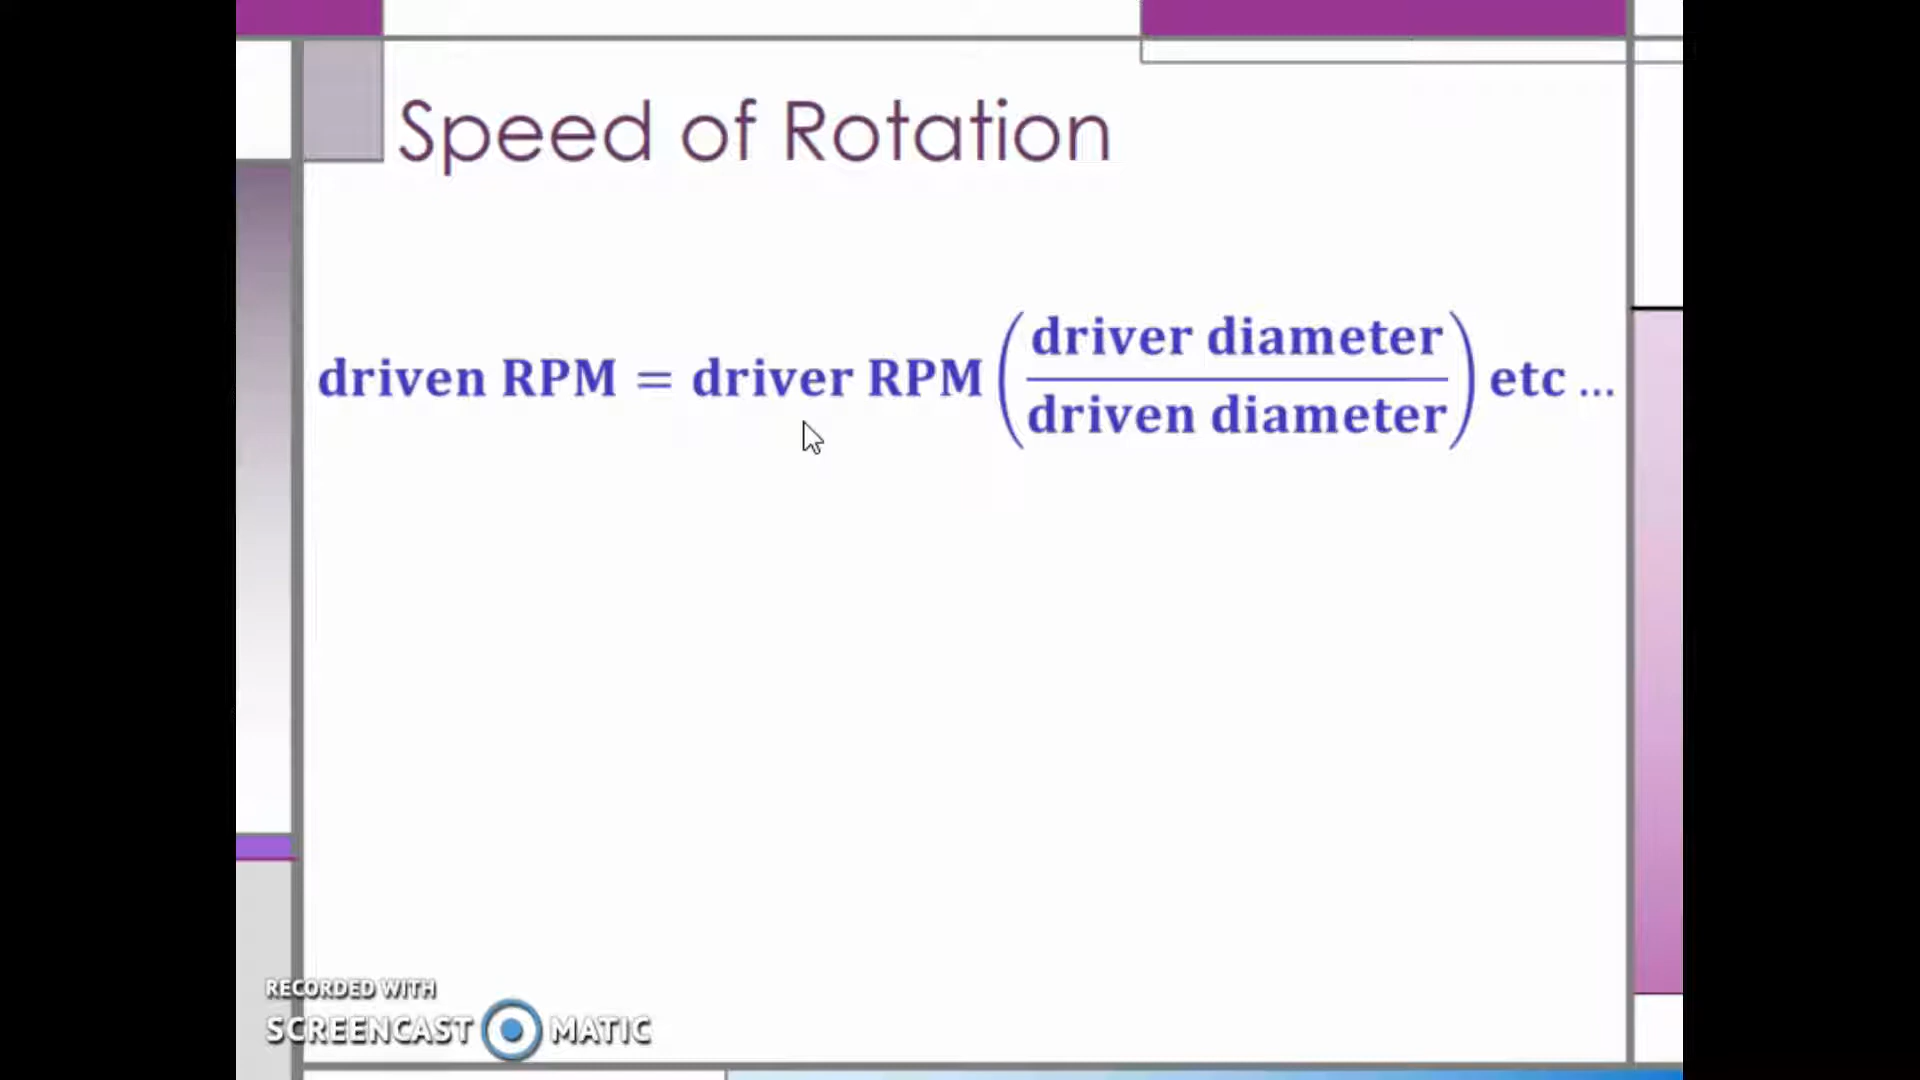 Speed of Rotation
driven RPM = driver RPM (driver diameter / driven diameter) etc ...
RECORDED WITH
SCREENCAST MATIC